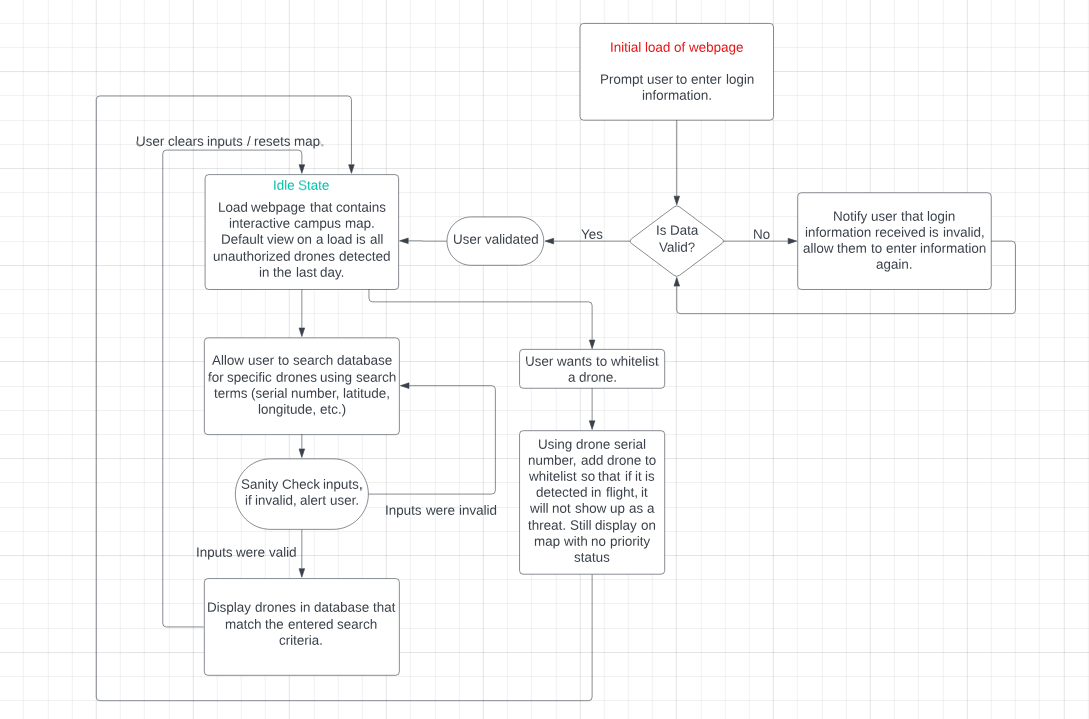 Initial load of webpage
Prompt user to enter login
information.
User clears inputs / resets map.
Idle State
Load webpage that contains
interactive campus map.
Default view on a load is all
unauthorized drones detected
in the last day.
User validated
Yes
Is Data
Valid?
No
Notify user that login
information received is invalid,
allow them to enter information
again.
Allow user to search database
for specific drones using search
terms (serial number, latitude,
longitude, etc.)
User wants to whitelist
a drone.
Sanity Check inputs,
if invalid, alert user.
Inputs were invalid
Using drone serial
number, add drone to
whitelist so that if it is
detected in flight, it
will not show up as a
threat. Still display on
map with no priority
status
Inputs were valid
Display drones in database that
match the entered search
criteria.